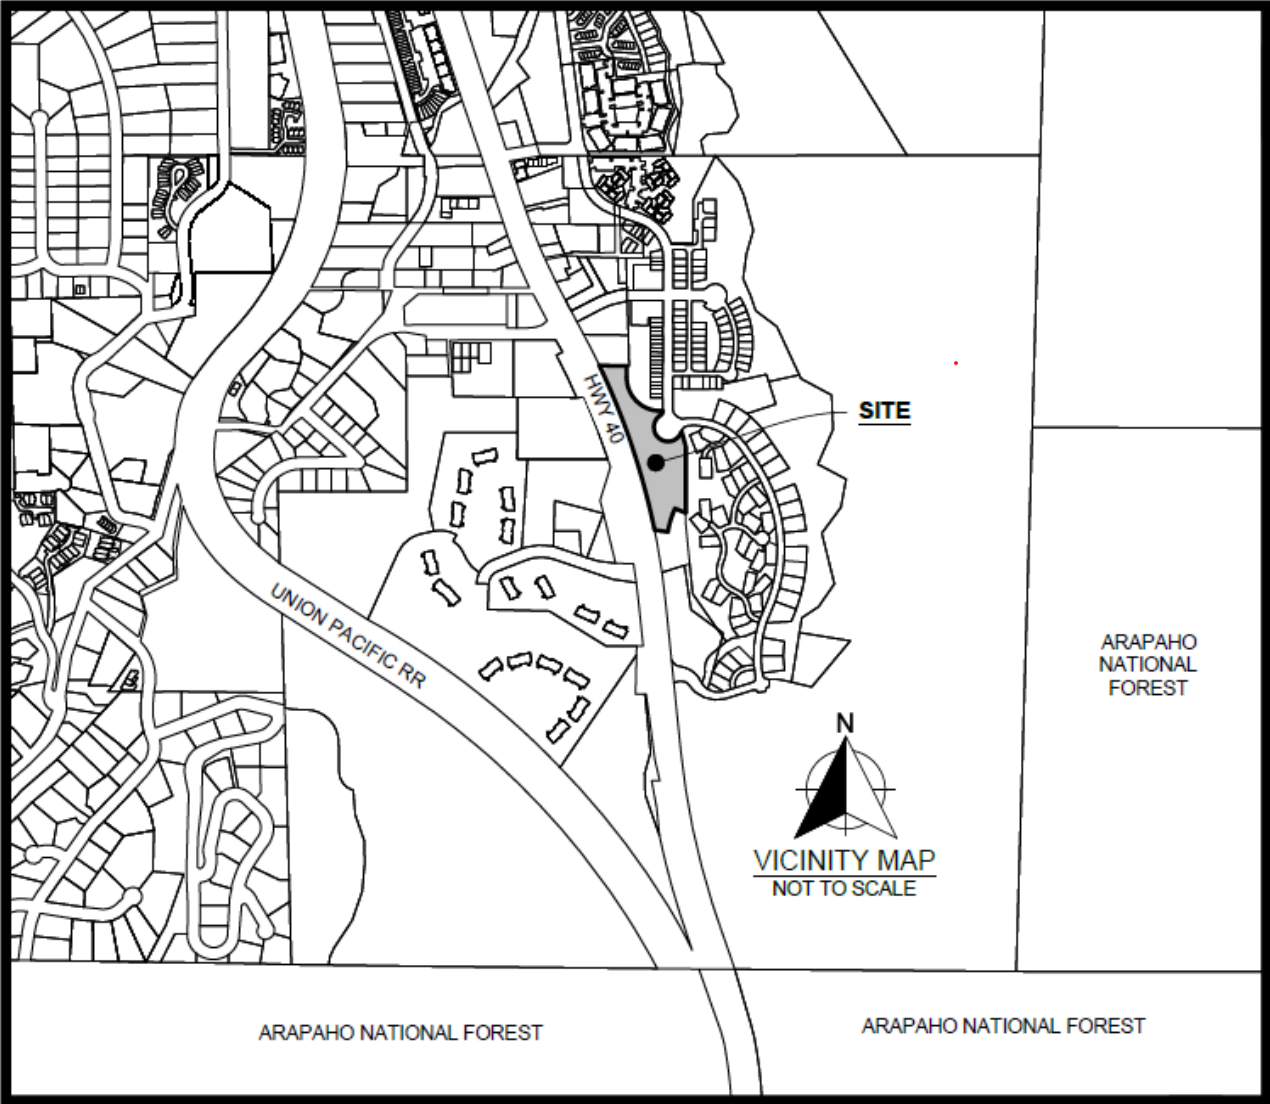 HWY 40
SITE
UNION PACIFIC RR
ARAPAHO
NATIONAL
FOREST
N
VICINITY MAP
NOT TO SCALE
ARAPAHO NATIONAL FOREST
ARAPAHO NATIONAL FOREST